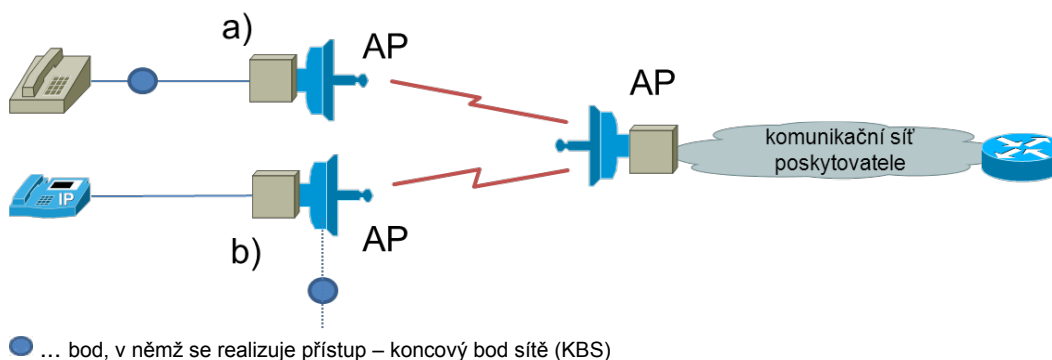 a)
AP
AP
komunikační síť
poskytovatele
IP
AP
b)
... bod, v němž se realizuje přístup – koncový bod sítě (KBS)